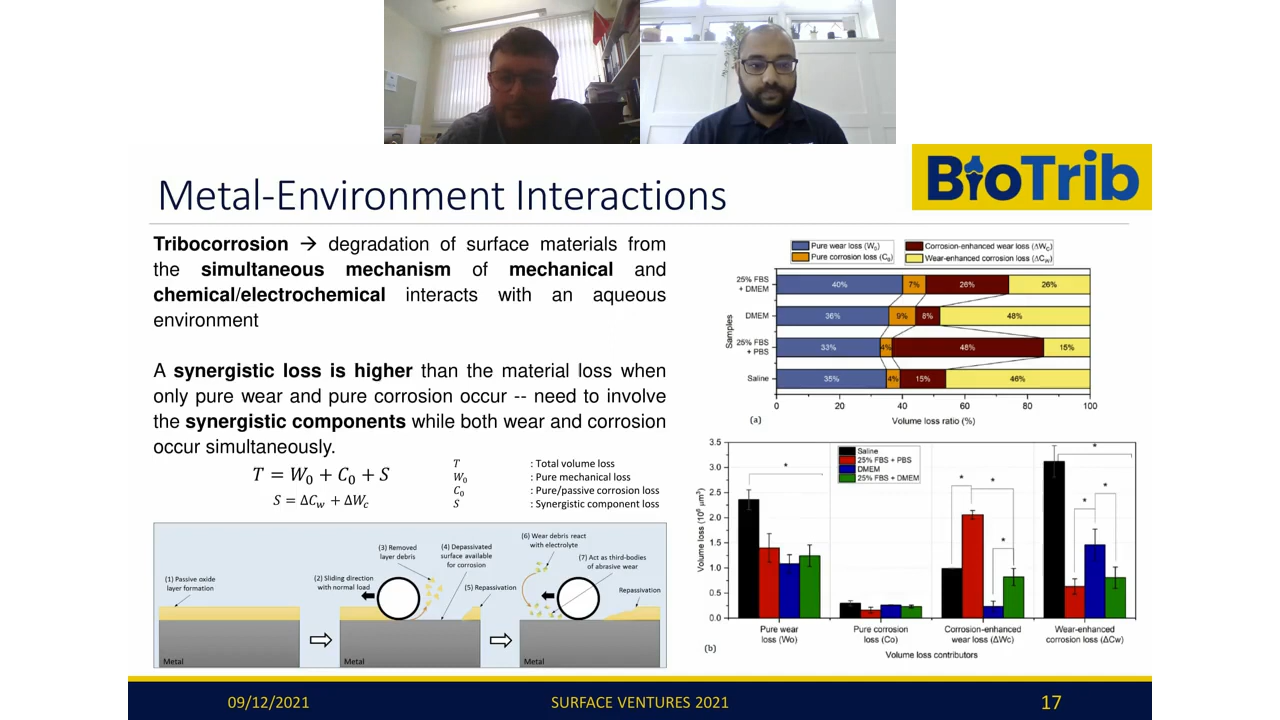 BioTrib
Metal-Environment Interactions
Tribocorrosion → degradation of surface materials from
the simultaneous mechanism of mechanical and
chemical/electrochemical interacts with an aqueous
environment
A synergistic loss is higher than the material loss when
only pure wear and pure corrosion occur -- need to involve
the synergistic components while both wear and corrosion
occur simultaneously.
T = W₀ + C₀ + S
S = ΔC_w + ΔW_c
T : Total volume loss
W₀ : Pure mechanical loss
C₀ : Pure/passive corrosion loss
S : Synergistic component loss
(1) Passive oxide
layer formation
Metal
(2) Sliding direction
with normal load
(3) Removed
layer debris
(4) Depassivated
surface available
for corrosion
(5) Repassivation
Metal
(6) Wear debris react
with electrolyte
(7) Act as third-bodies
of abrasive wear
Repassivation
Metal
Pure wear loss (W₀)
Corrosion-enhanced wear loss (ΔW_C)
Pure corrosion loss (C₀)
Wear-enhanced corrosion loss (ΔC_W)
Samples
25% FBS
+ DMEM
40% 7% 26% 26%
DMEM
36% 9% 8% 48%
25% FBS
+ PBS
33% 4% 48% 15%
Saline
35% 4% 15% 46%
0 20 40 60 80 100
(a)
Volume loss ratio (%)
Saline
25% FBS + PBS
DMEM
25% FBS + DMEM
Volume loss (10⁶ μm³)
3.5
3.0
2.5
2.0
1.5
1.0
0.5
0.0
* * * * * * *
Pure wear
loss (Wo)
Pure corrosion
loss (Co)
Corrosion-enhanced
wear loss (ΔWc)
Wear-enhanced
corrosion loss (ΔCw)
(b)
Volume loss contributors
09/12/2021
SURFACE VENTURES 2021
17